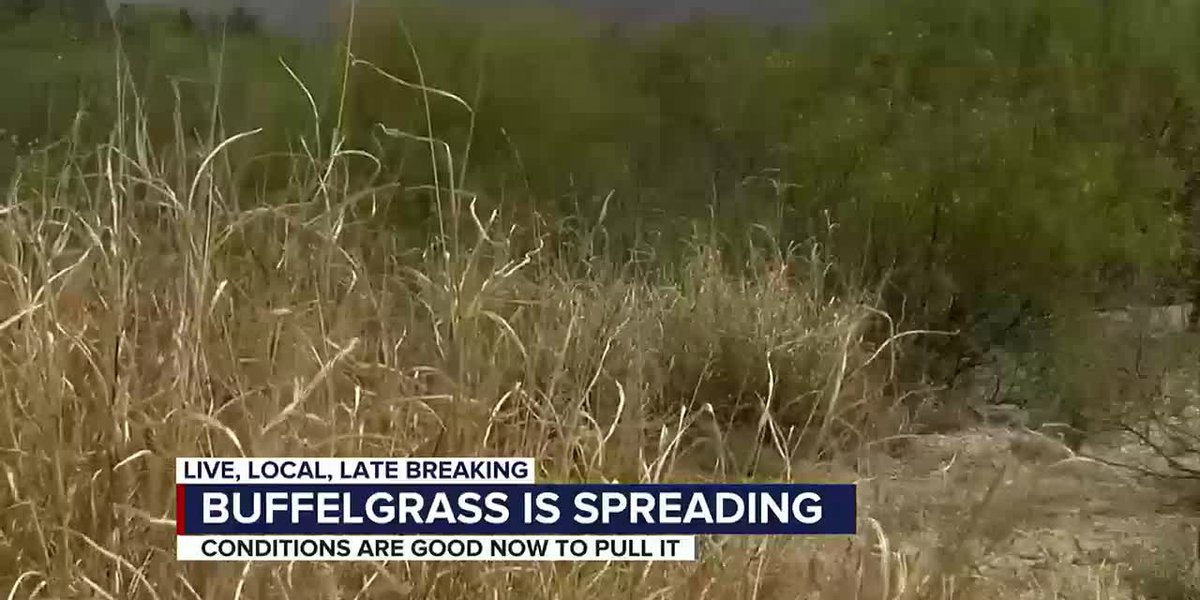 LIVE, LOCAL, LATE BREAKING
BUFFELGRASS IS SPREADING
CONDITIONS ARE GOOD NOW TO PULL IT